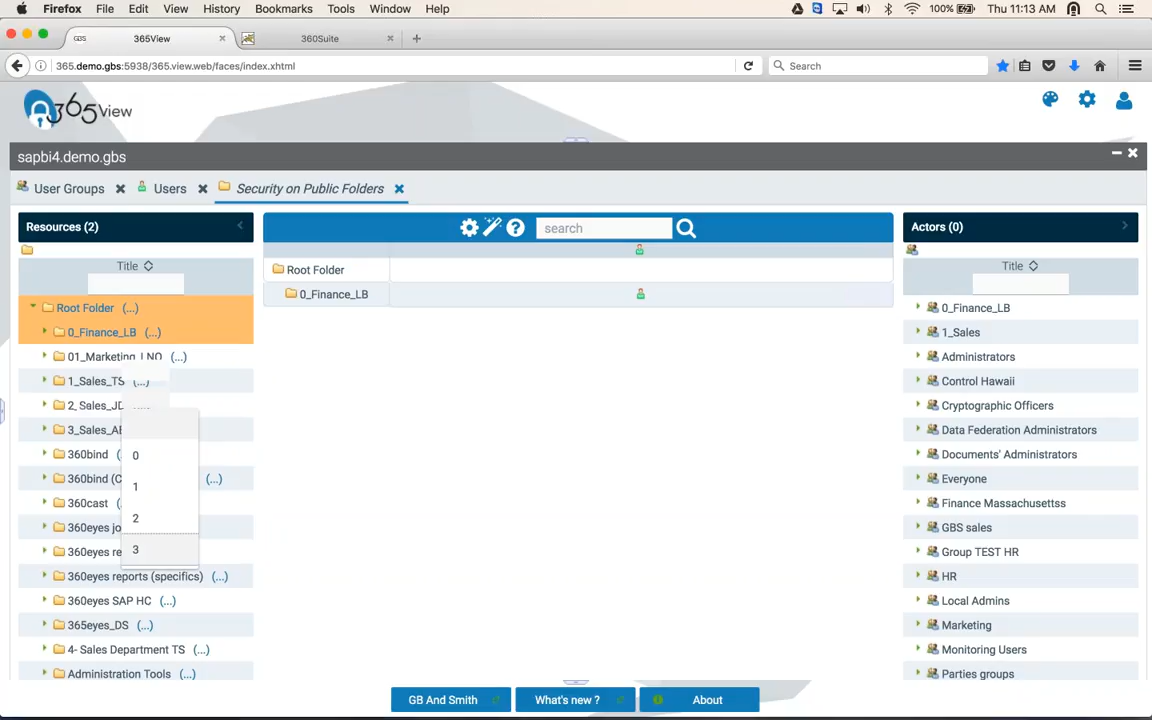 Firefox File Edit View History Bookmarks Tools Window Help 100% Thu 11:13 AM
GBS 365View 360Suite
365.demo.gbs:5938/365.view.web/faces/index.xhtml Search
365View
sapbi4.demo.gbs
User Groups Users Security on Public Folders
Resources (2) search Actors (0)
Title Title
Root Folder
0_Finance_LB
Root Folder (...)
0_Finance_LB (...)
01_Marketing_LNO (...)
1_Sales_TS (...)
2_Sales_JD
3_Sales_AB
360bind (
360bind (C (...)
360cast (
360eyes jo
360eyes re
360eyes reports (specifics) (...)
360eyes SAP HC (...)
365eyes_DS (...)
4- Sales Department TS (...)
Administration Tools (...)
0
1
2
3
0_Finance_LB
1_Sales
Administrators
Control Hawaii
Cryptographic Officers
Data Federation Administrators
Documents' Administrators
Everyone
Finance Massachusettss
GBS sales
Group TEST HR
HR
Local Admins
Marketing
Monitoring Users
Parties groups
GB And Smith What's new ? About